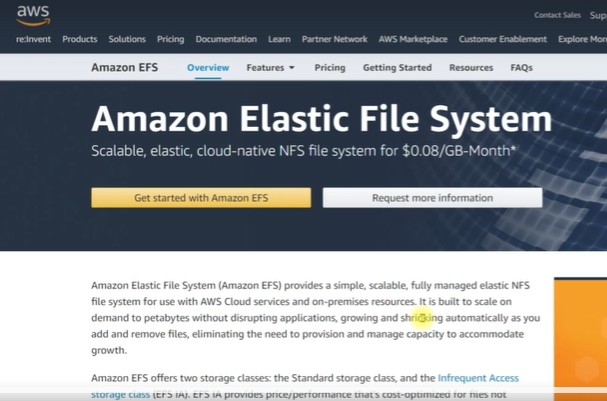 aws
Contact Sales Sup
re:Invent Products Solutions Pricing Documentation Learn Partner Network AWS Marketplace Customer Enablement Explore Mor
Amazon EFS Overview Features Pricing Getting Started Resources FAQs
Amazon Elastic File System
Scalable, elastic, cloud-native NFS file system for $0.08/GB-Month*
Get started with Amazon EFS Request more information
Amazon Elastic File System (Amazon EFS) provides a simple, scalable, fully managed elastic NFS
file system for use with AWS Cloud services and on-premises resources. It is built to scale on
demand to petabytes without disrupting applications, growing and shrinking automatically as you
add and remove files, eliminating the need to provision and manage capacity to accommodate
growth.
Amazon EFS offers two storage classes: the Standard storage class, and the Infrequent Access
storage class (EFS IA). EFS IA provides price/performance that's cost-optimized for files not